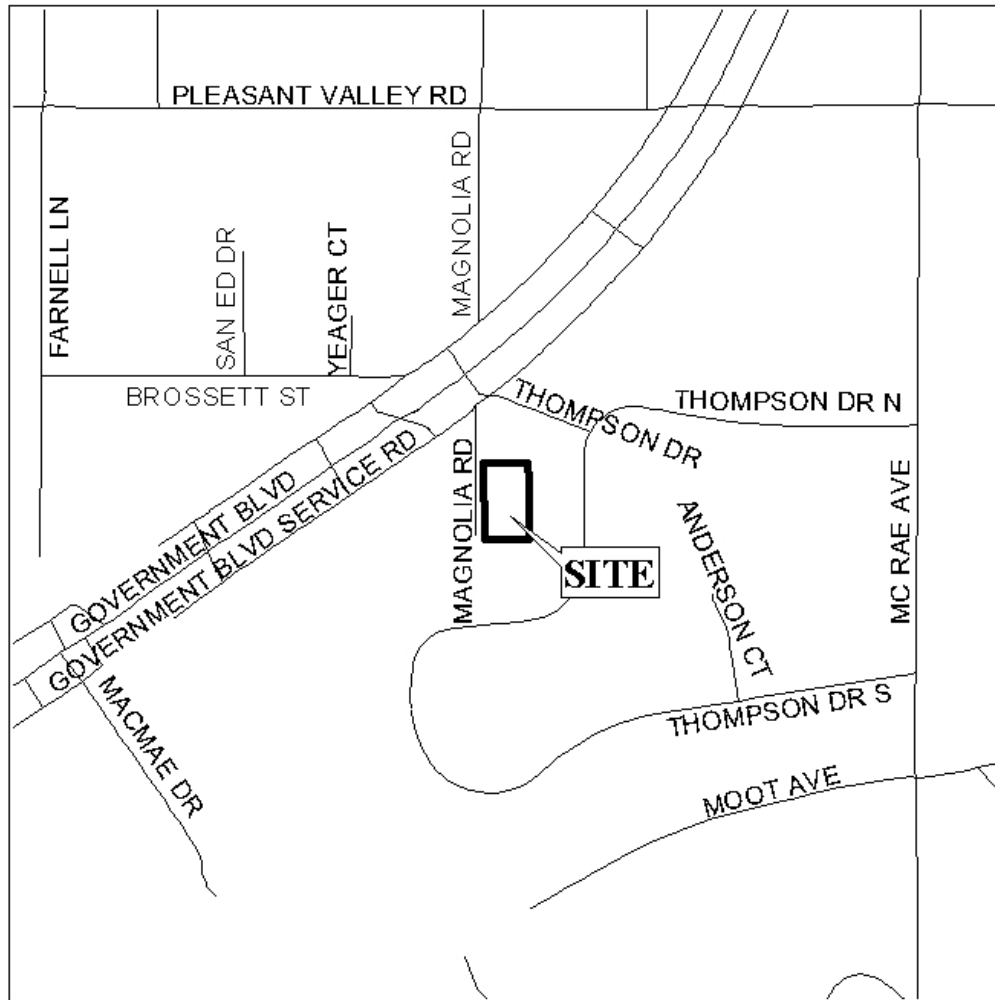 PLEASANT VALLEY RD
MAGNOLIA RD
FARNELL LN
SAN ED DR
YEAGER CT
BROSSETT ST
THOMPSON DR
THOMPSON DR N
GOVERNMENT BLVD
GOVERNMENT BLVD SERVICE RD
MAGNOLIA RD
SITE
ANDERSON CT
MC RAE AVE
MACMAE DR
THOMPSON DR S
MOOT AVE